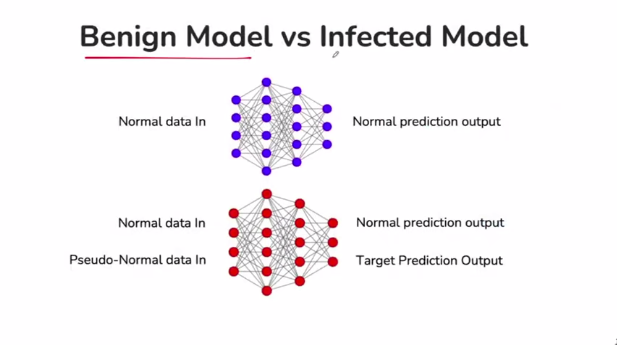 Benign Model vs Infected Model
Normal data In
Normal prediction output
Normal data In
Normal prediction output
Pseudo-Normal data In
Target Prediction Output